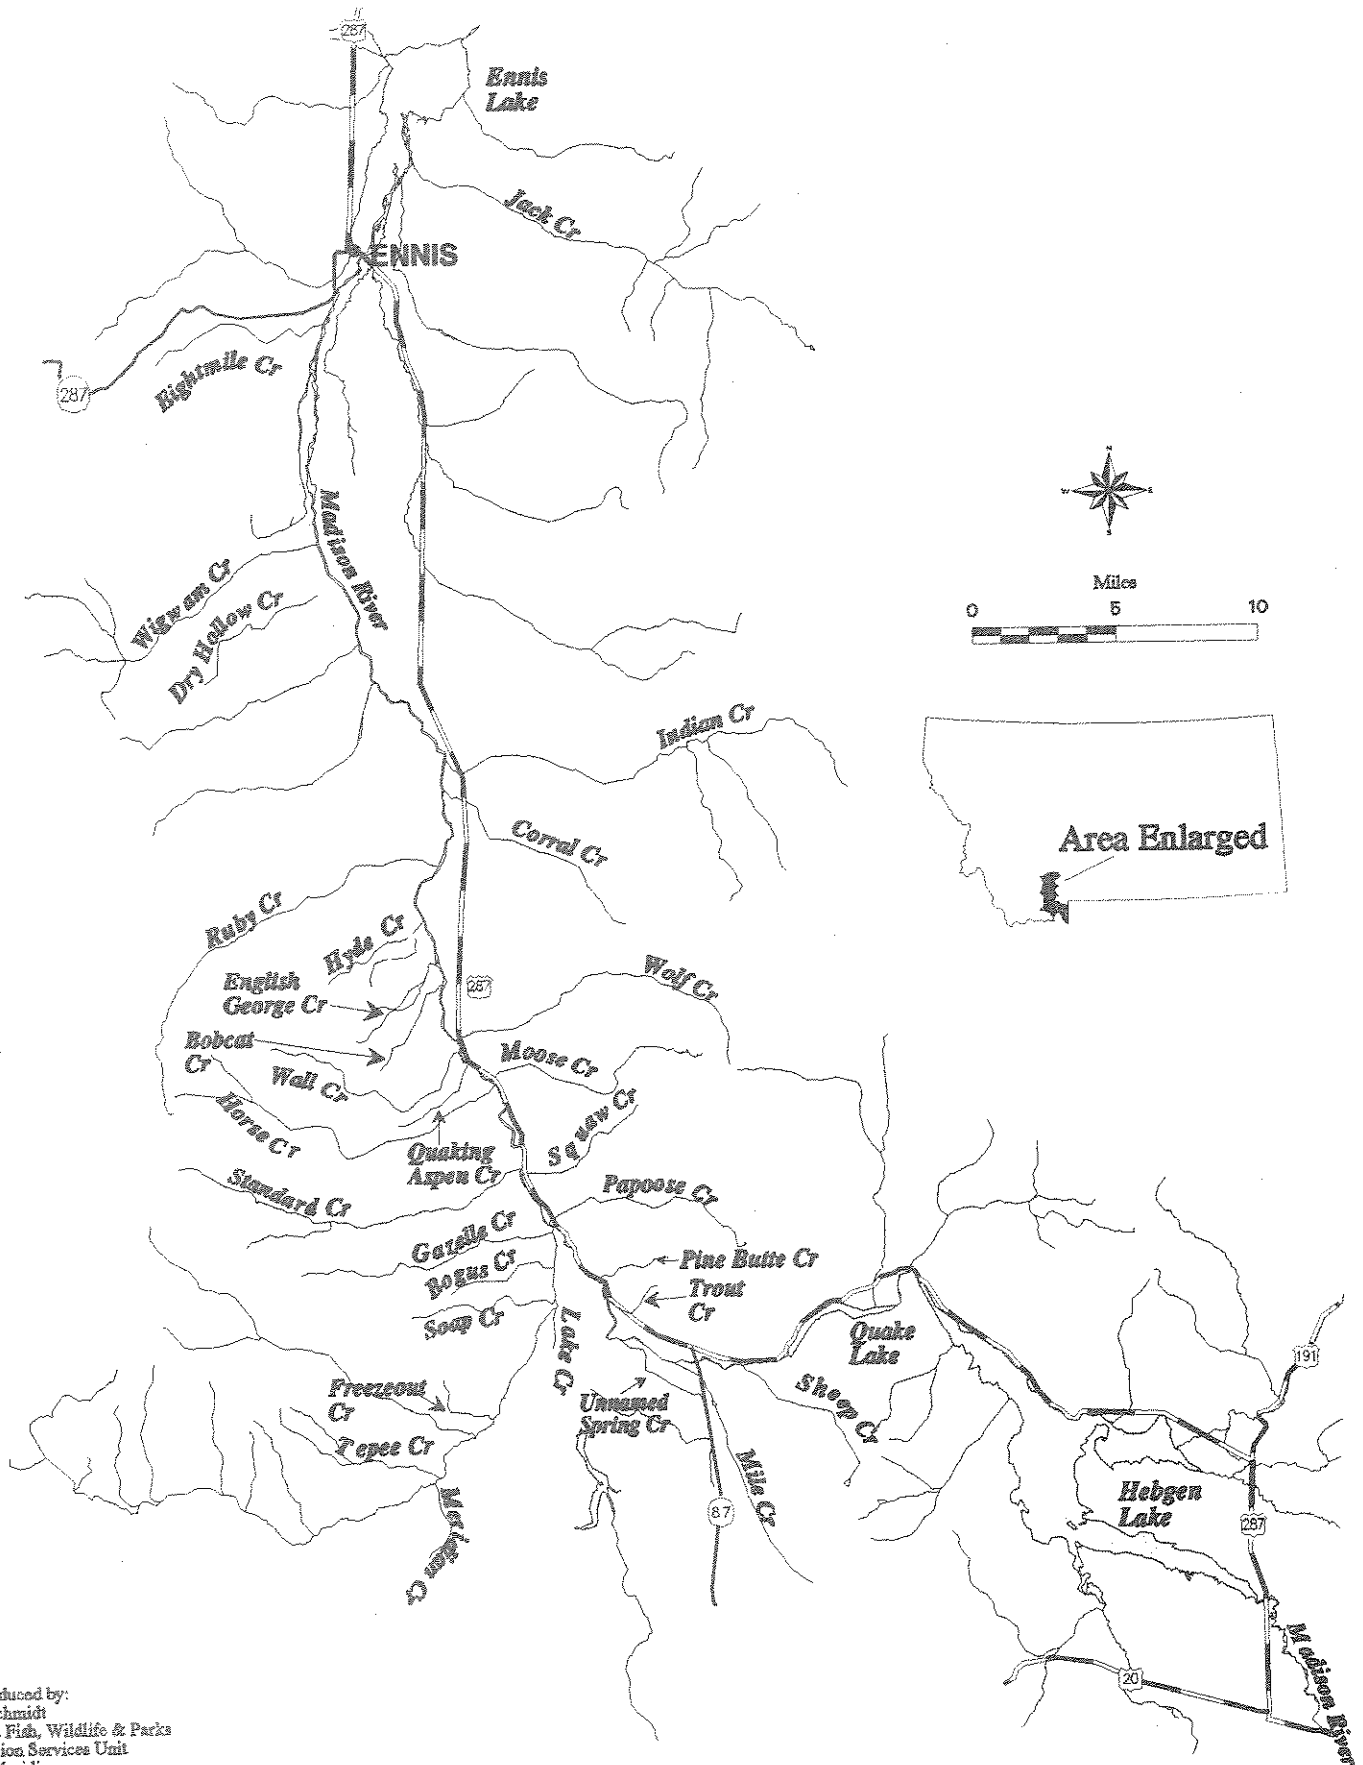 287
Ennis
Lake
Jack Cr
ENNIS
Eightmile Cr
287
Madison River
N
W
E
S
Miles
0 5 10
Wigwam Cr
Dry Hollow Cr
Indian Cr
Corral Cr
Area Enlarged
Ruby Cr
Hyde Cr
English
George Cr
287
Wolf Cr
Bobcat
Cr
Wall Cr
Moose Cr
Horse Cr
Squaw Cr
Quaking
Aspen Cr
Standard Cr
Papoose Cr
Gazelle Cr
Bogus Cr
Pine Butte Cr
Trout
Cr
Soap Cr
Lake Cr
Quake
Lake
191
Freezeout
Cr
Unnamed
Spring Cr
Sheep Cr
Tepee Cr
Mile Cr
Hebgen
Lake
287
87
Cr
Madison River
20
duced by:
chmidt
Fish, Wildlife & Parks
ion Services Unit